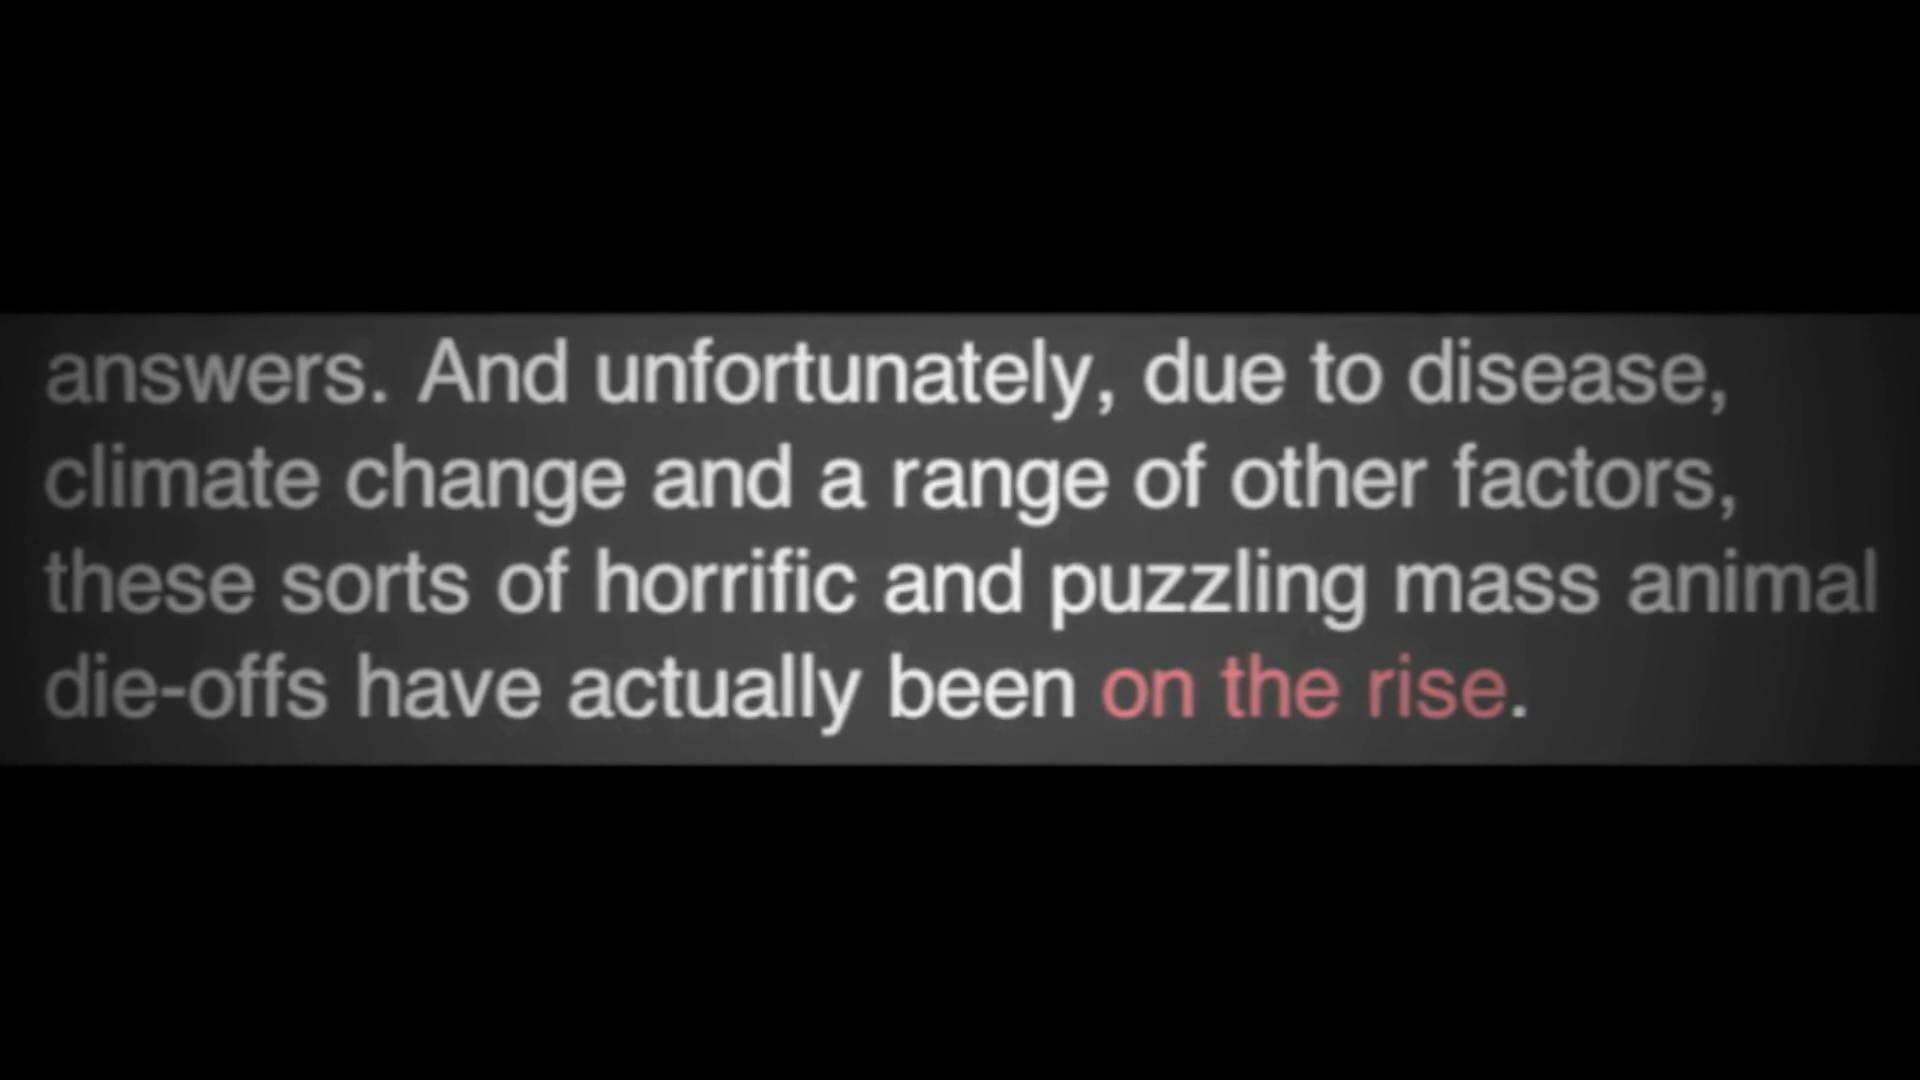 answers. And unfortunately, due to disease,
climate change and a range of other factors,
these sorts of horrific and puzzling mass animal
die-offs have actually been on the rise.